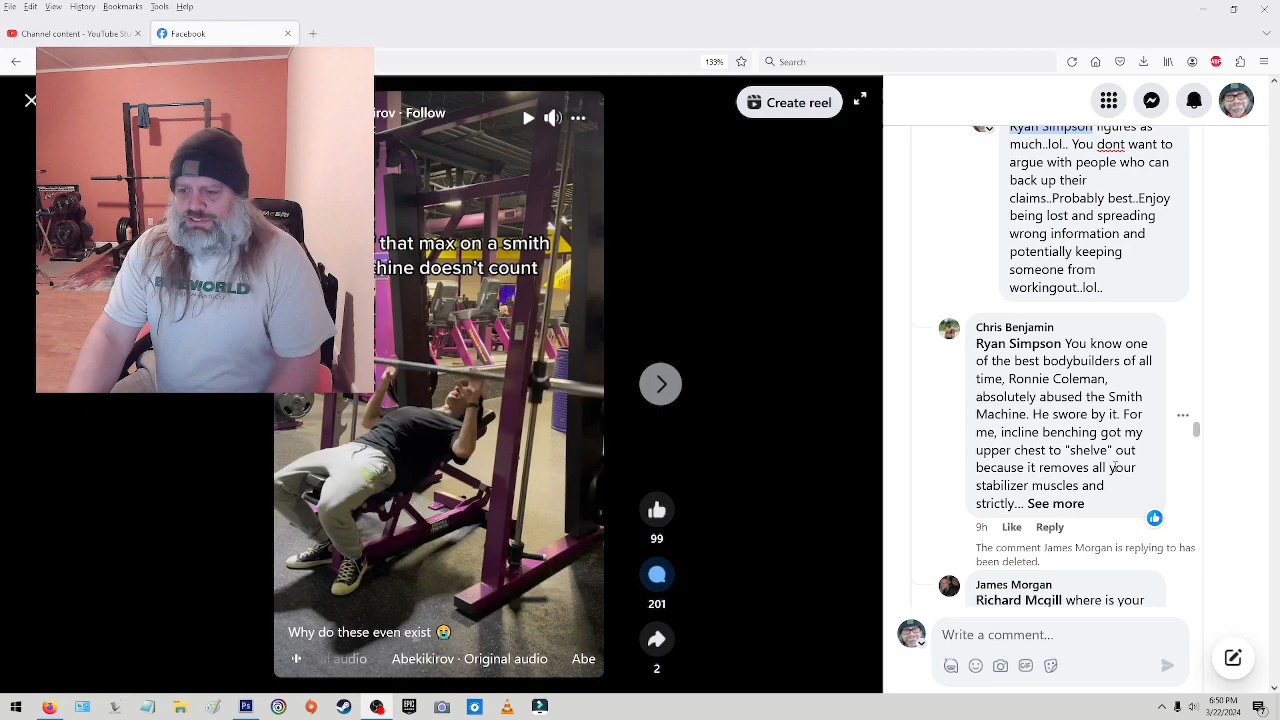 File Edit View History Bookmarks Tools Help
Channel content - YouTube Stu
Facebook
133%
Search
irov · Follow
Create reel
that max on a smith
chine doesn't count
Why do these even exist 😭
al audio Abekikirov · Original audio Abe
99
201
2
Ryan Simpson figures as
much..lol.. You dont want to
argue with people who can
back up their
claims..Probably best..Enjoy
being lost and spreading
wrong information and
potentially keeping
someone from
workingout..lol..
Chris Benjamin
Ryan Simpson You know one
of the best bodybuilders of all
time, Ronnie Coleman,
absolutely abused the Smith
Machine. He swore by it. For
me, incline benching got my
upper chest to "shelve" out
because it removes all your
stabilizer muscles and
strictly... See more
9h Like Reply
The comment James Morgan is replying to has
been deleted.
James Morgan
Richard Mcgill where is your
Write a comment...
GIF
6:50 PM
3/22/2024